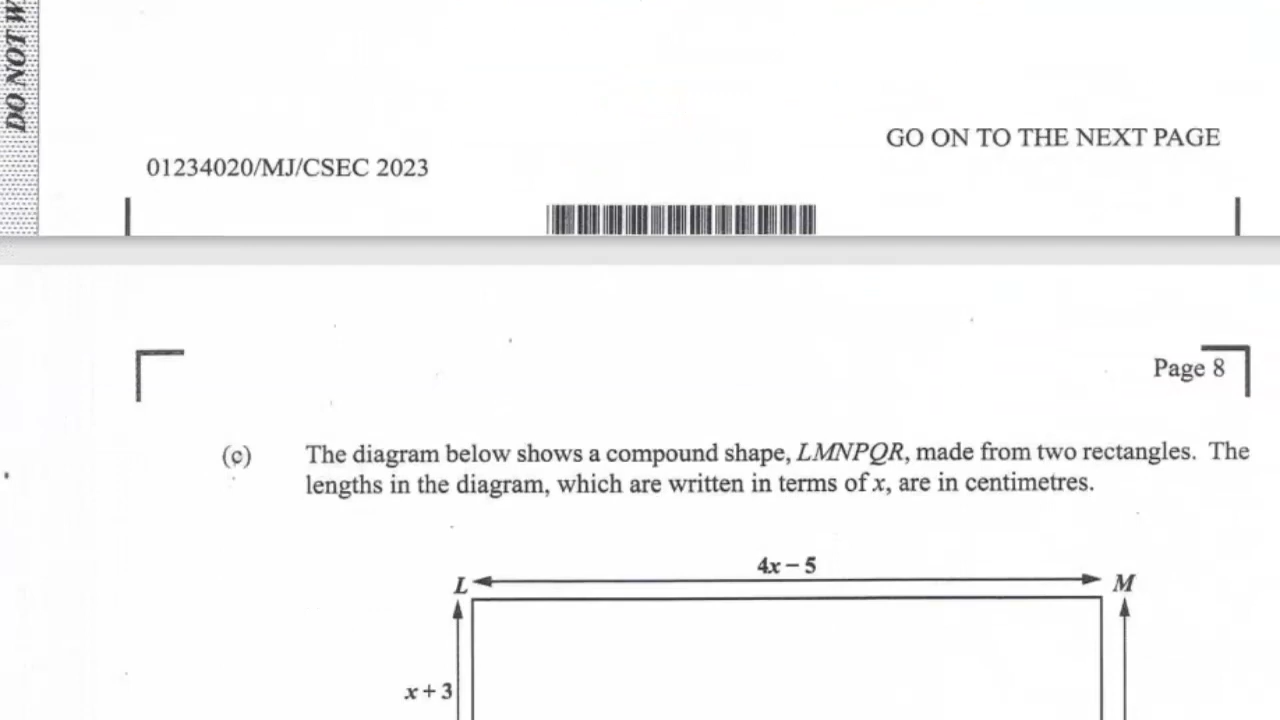 DO NOT W
GO ON TO THE NEXT PAGE
01234020/MJ/CSEC 2023
Page 8
(c) The diagram below shows a compound shape, LMNPQR, made from two rectangles. The
lengths in the diagram, which are written in terms of x, are in centimetres.
4x – 5
L
M
x + 3